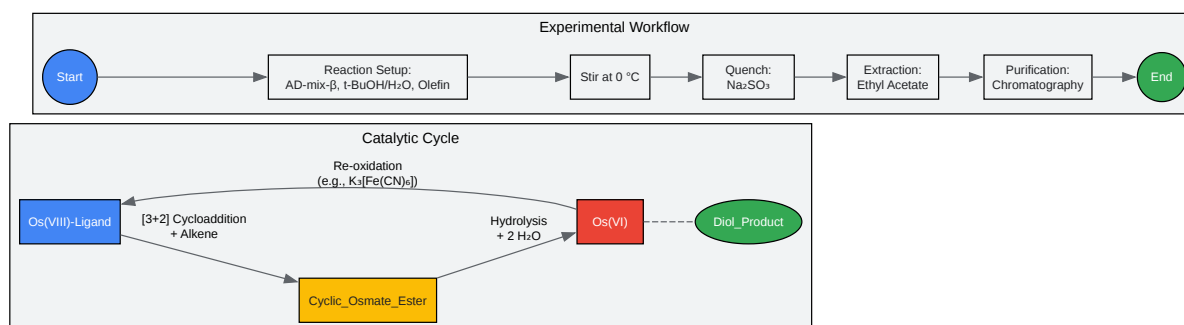 Experimental Workflow
Start
Reaction Setup:
AD-mix-β, t-BuOH/H₂O, Olefin
Stir at 0 °C
Quench:
Na₂SO₃
Extraction:
Ethyl Acetate
Purification:
Chromatography
End
Catalytic Cycle
Re-oxidation
(e.g., K₃[Fe(CN)₆])
Os(VIII)-Ligand
[3+2] Cycloaddition
+ Alkene
Hydrolysis
+ 2 H₂O
Os(VI)
Diol_Product
Cyclic_Osmate_Ester